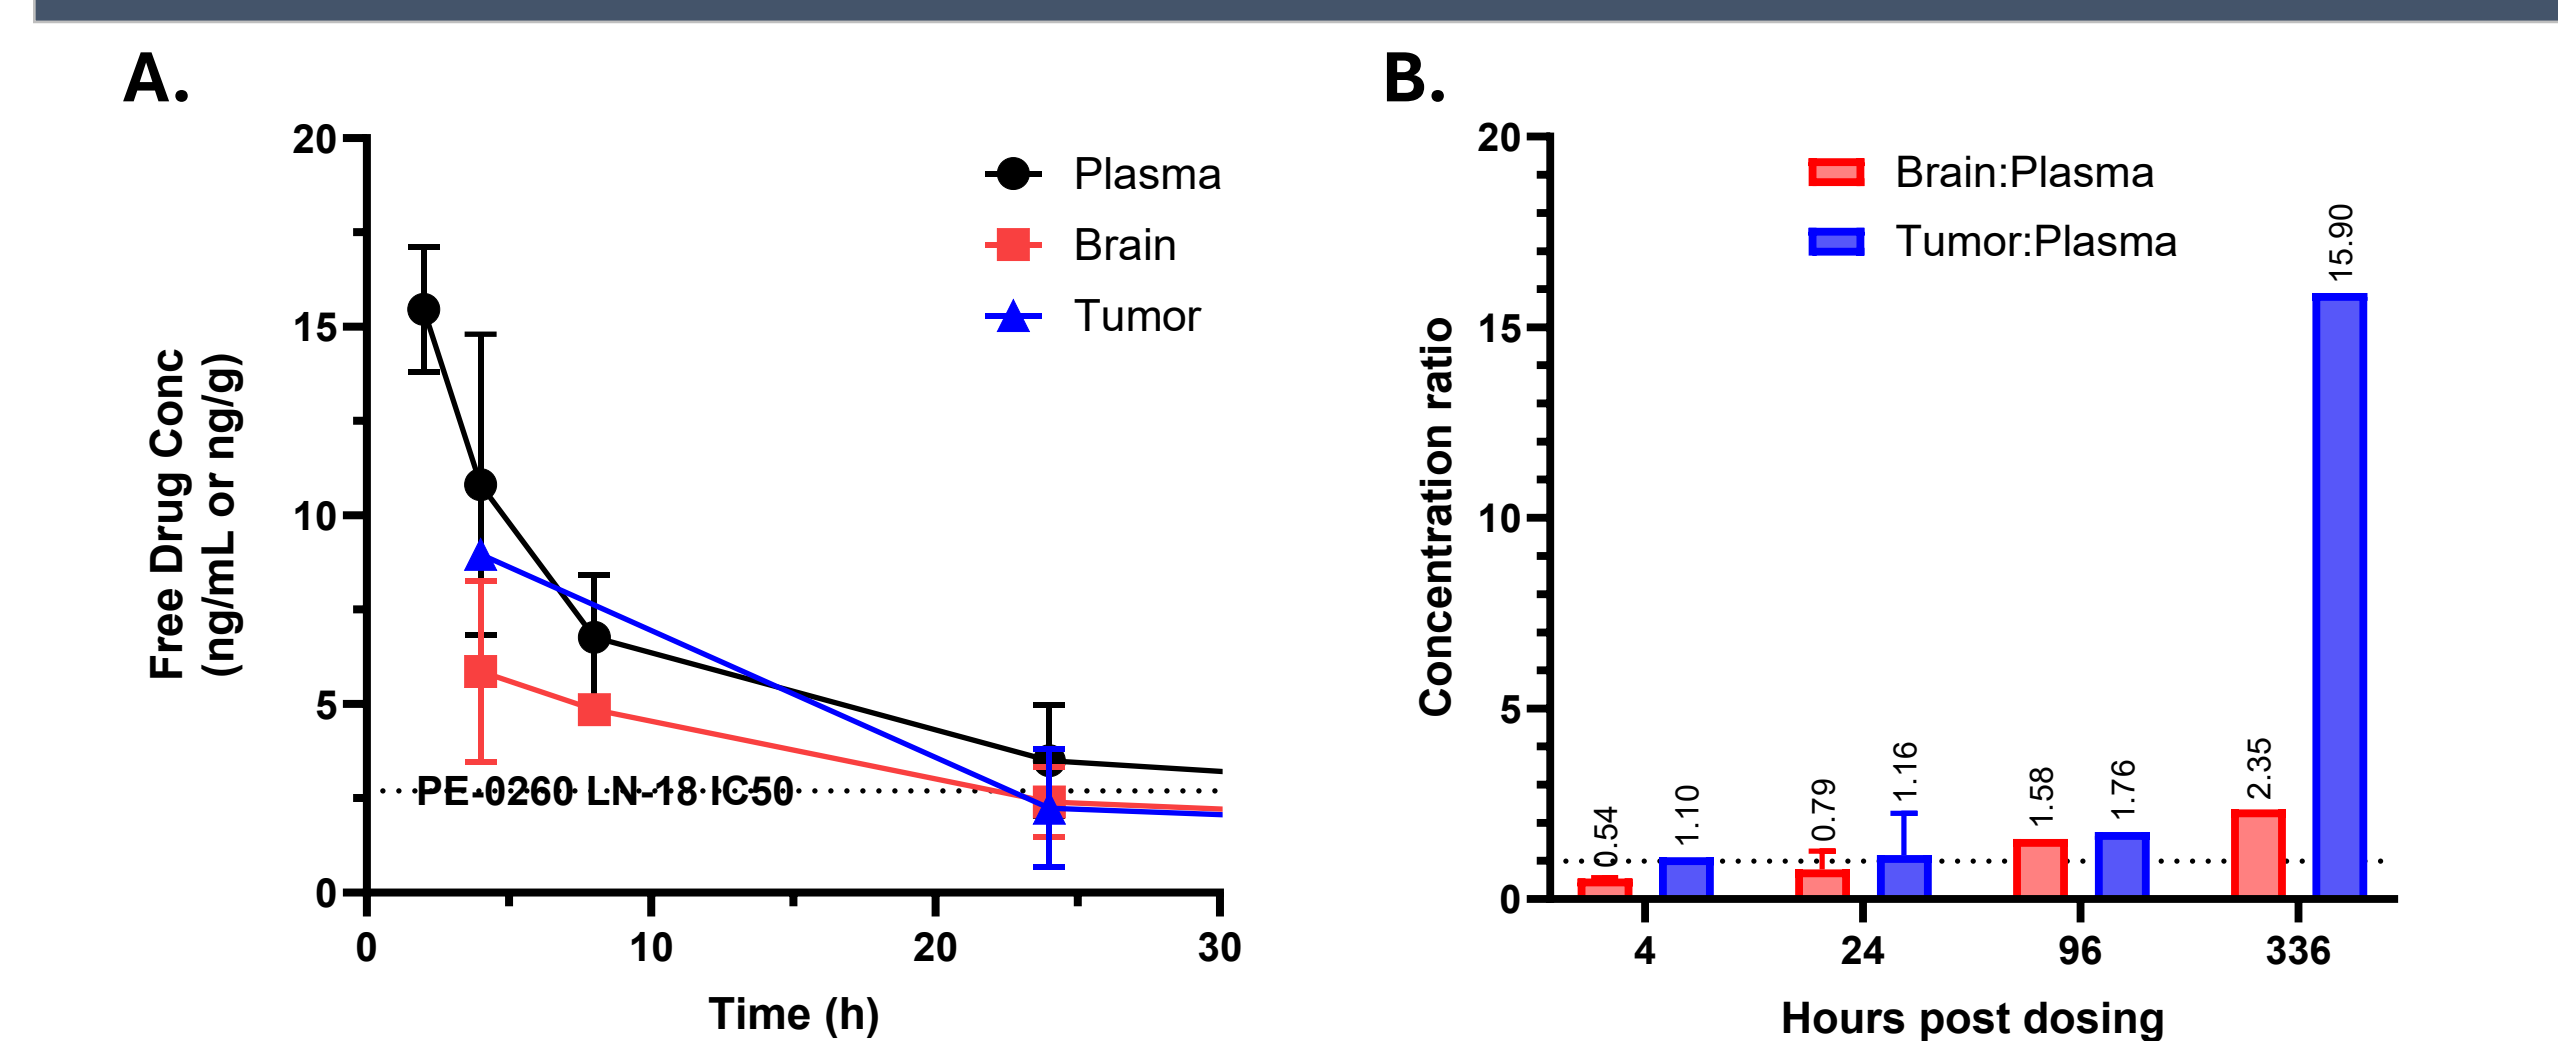 A.
20
15
10
5
0
Free Drug Conc
(ng/mL or ng/g)
Plasma
Brain
Tumor
PE-0260 LN-18 IC50
0
10
20
30
Time (h)
B.
20
15
10
5
0
Concentration ratio
Brain:Plasma
Tumor:Plasma
0.54
1.10
0.79
1.16
1.58
1.76
2.35
15.90
4
24
96
336
Hours post dosing